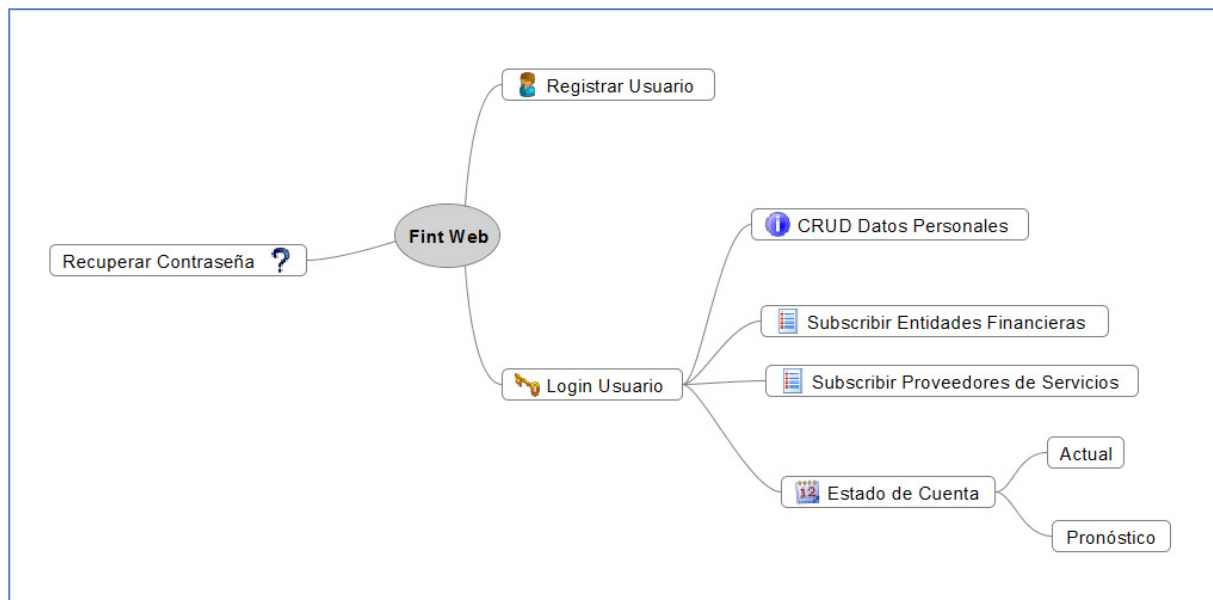 Registrar Usuario
Fint Web
Recuperar Contraseña
CRUD Datos Personales
Subscribir Entidades Financieras
Login Usuario
Subscribir Proveedores de Servicios
Actual
12
Estado de Cuenta
Pronóstico